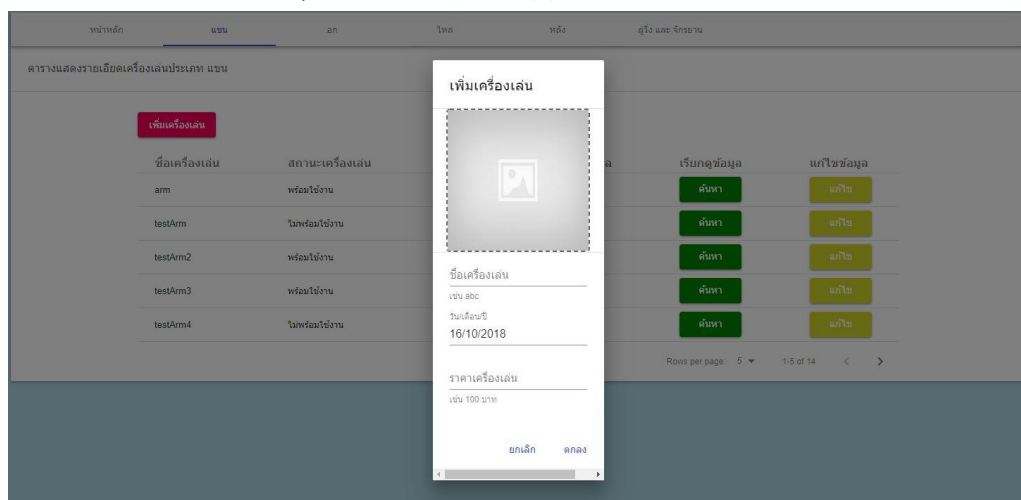 หน้าหลัก แขน อก ไหล่ หลัง ลู่วิ่ง และ จักรยาน
ตารางแสดงรายเอียดเครื่องเล่นประเภท แขน
เพิ่มเครื่องเล่น
เพิ่มเครื่องเล่น
ชื่อเครื่องเล่น สถานะเครื่องเล่น เรียกดูข้อมูล แก้ไขข้อมูล
arm พร้อมใช้งาน ค้นหา แก้ไข
testArm ไม่พร้อมใช้งาน ค้นหา แก้ไข
testArm2 พร้อมใช้งาน ค้นหา แก้ไข
testArm3 พร้อมใช้งาน ค้นหา แก้ไข
testArm4 ไม่พร้อมใช้งาน ค้นหา แก้ไข
ชื่อเครื่องเล่น
เช่น abc
วัน/เดือน/ปี
16/10/2018
ราคาเครื่องเล่น
เช่น 100 บาท
ยกเลิก ตกลง
Rows per page: 5 1-5 of 14